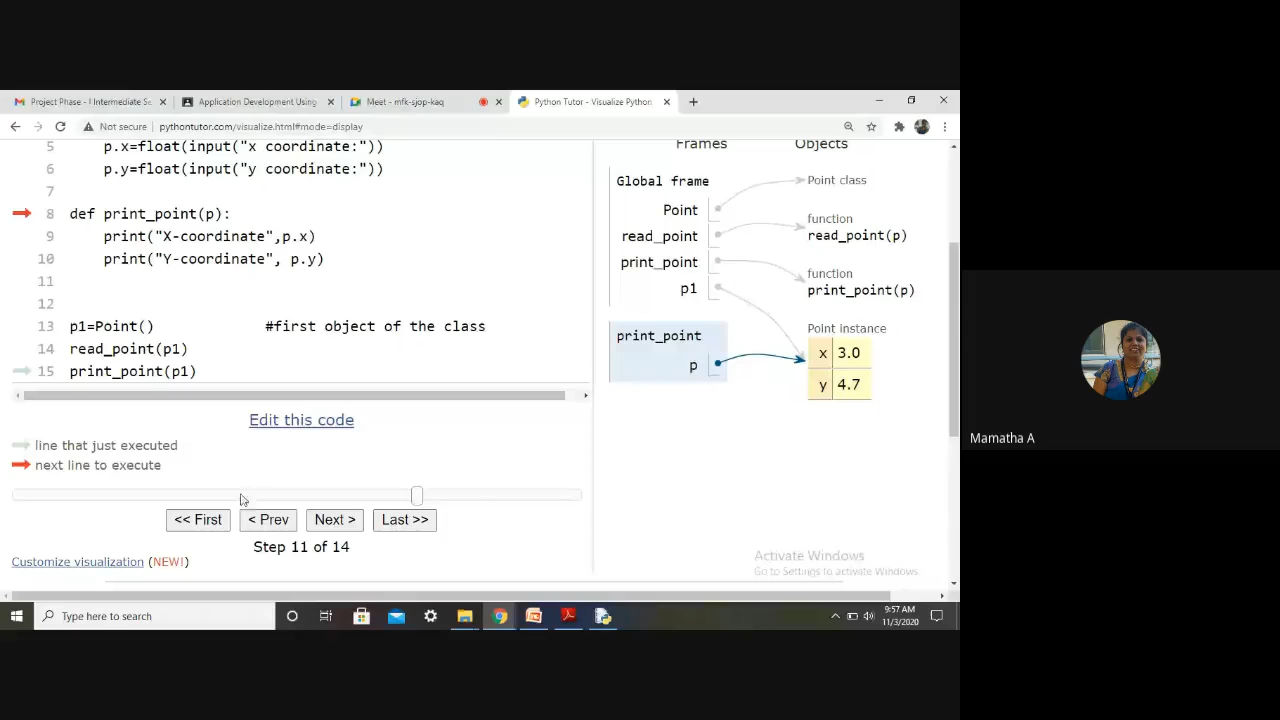 Project Phase - I Intermediate Se
Application Development Using
Meet - mfk-sjop-kaq
Python Tutor - Visualize Python
Not secure | pythontutor.com/visualize.html#mode=display
5 p.x=float(input("x coordinate:"))
6 p.y=float(input("y coordinate:"))
7
8 def print_point(p):
9 print("X-coordinate",p.x)
10 print("Y-coordinate", p.y)
11
12
13 p1=Point() #first object of the class
14 read_point(p1)
15 print_point(p1)
Edit this code
line that just executed
next line to execute
<< First < Prev Next > Last >>
Step 11 of 14
Customize visualization (NEW!)
Frames Objects
Global frame
Point
read_point
print_point
p1
print_point
p
Point class
function
read_point(p)
function
print_point(p)
Point instance
x 3.0
y 4.7
Activate Windows
Go to Settings to activate Windows.
Type here to search
9:57 AM
11/3/2020
Mamatha A